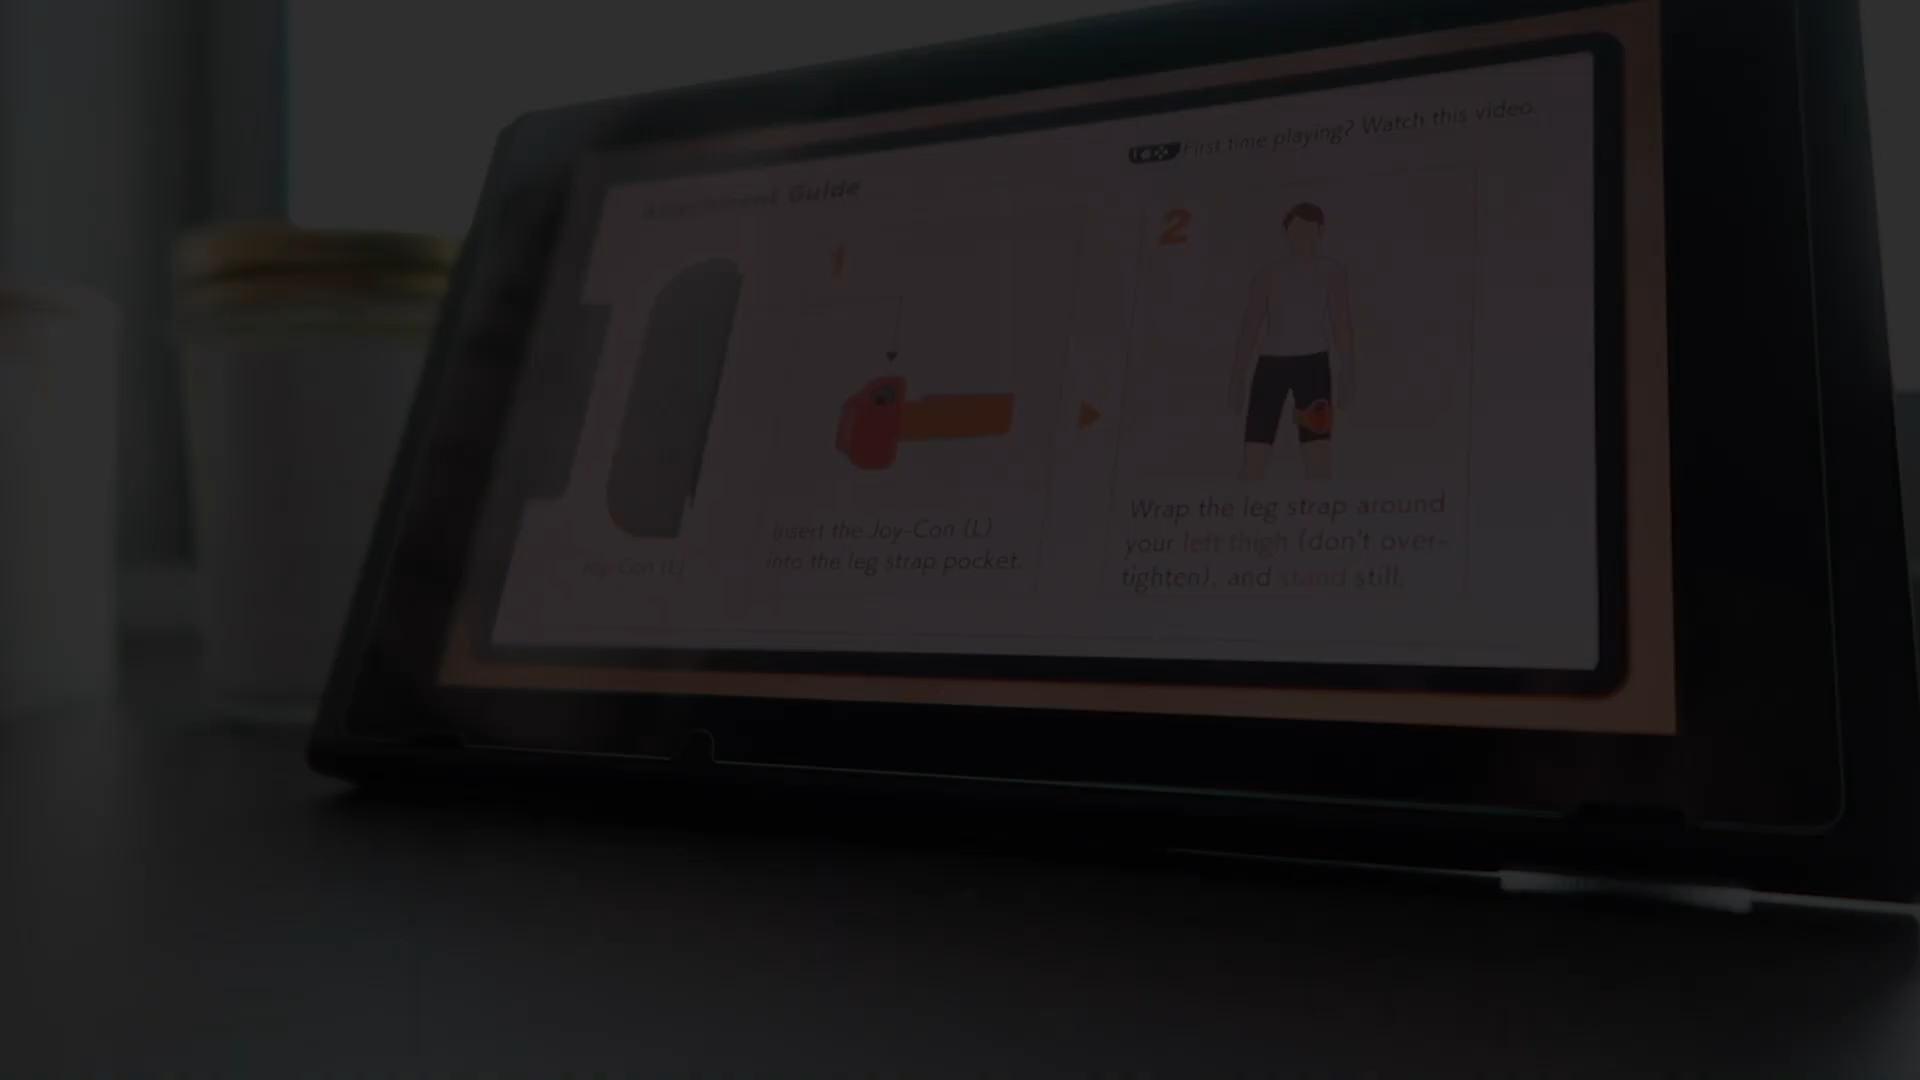 First time playing? Watch this video.
Attachment Guide
1
2
Joy-Con (L)
Insert the Joy-Con (L)
into the leg strap pocket.
Wrap the leg strap around
your left thigh (don't over-
tighten), and stand still.